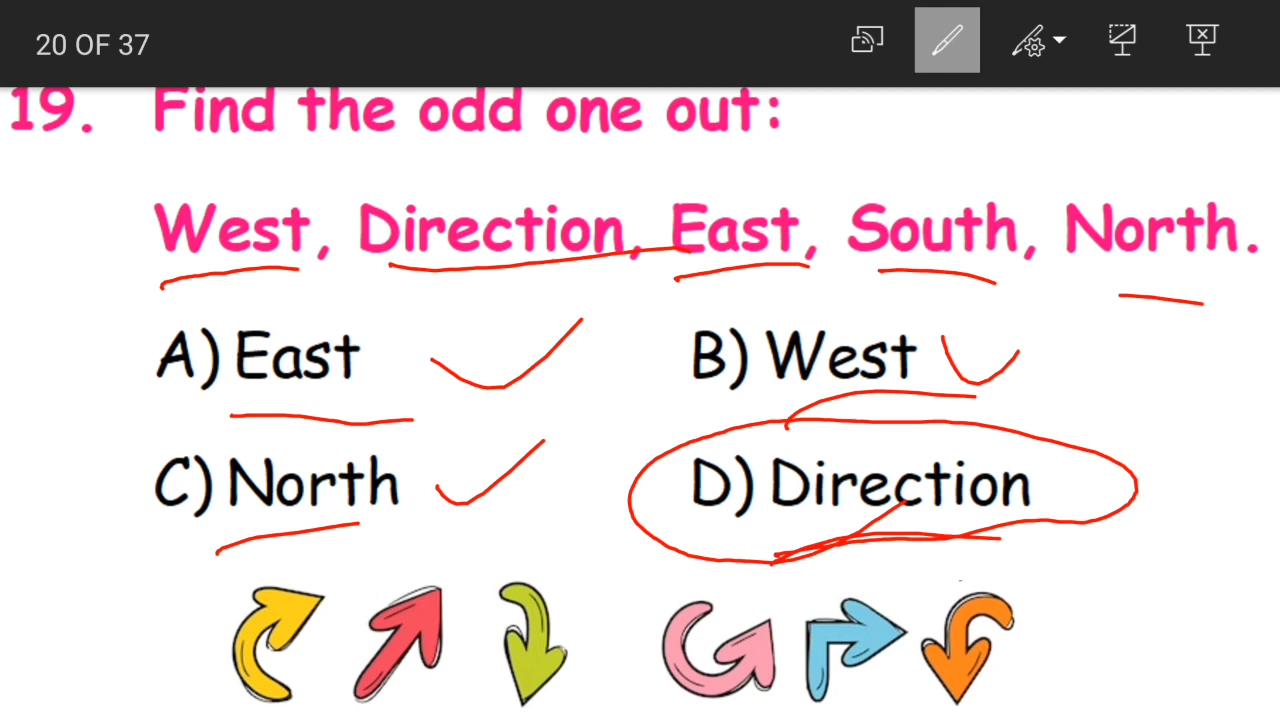 20 OF 37
19. Find the odd one out:
West, Direction, East, South, North.
A) East B) West
C) North D) Direction